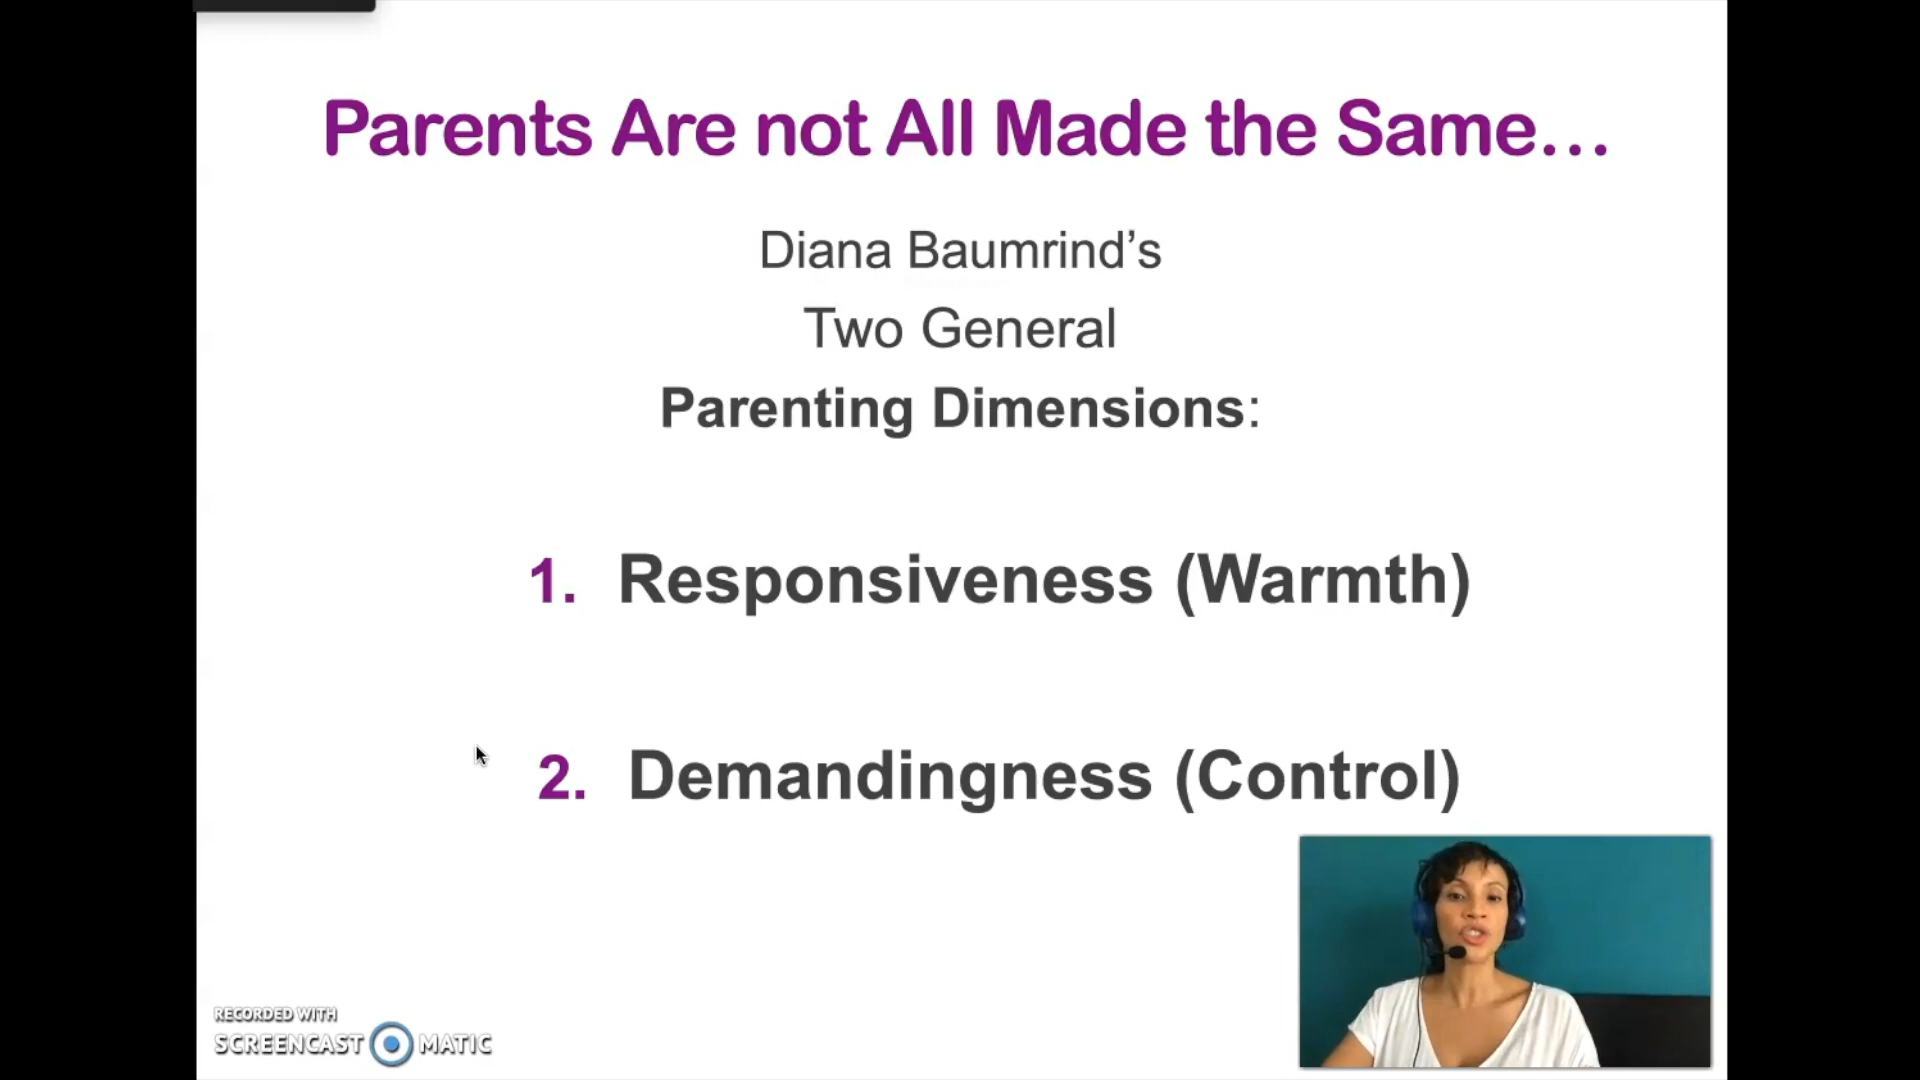 Parents Are not All Made the Same...
Diana Baumrind’s
Two General
Parenting Dimensions:
1. Responsiveness (Warmth)
2. Demandingness (Control)
RECORDED WITH
SCREENCAST MATIC